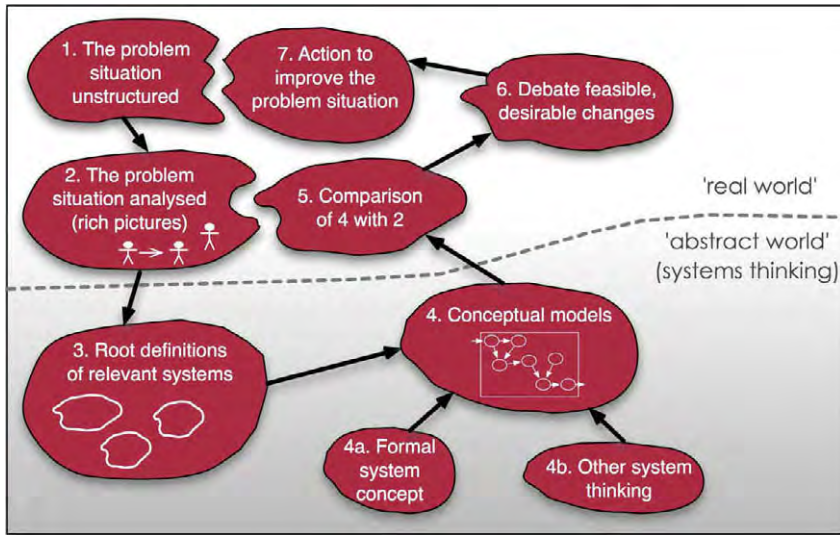 1. The problem
situation
unstructured
7. Action to
improve the
problem situation
6. Debate feasible,
desirable changes
2. The problem
situation analysed
(rich pictures)
5. Comparison
of 4 with 2
'real world'
'abstract world'
(systems thinking)
3. Root definitions
of relevant systems
4. Conceptual models
4a. Formal
system
concept
4b. Other system
thinking